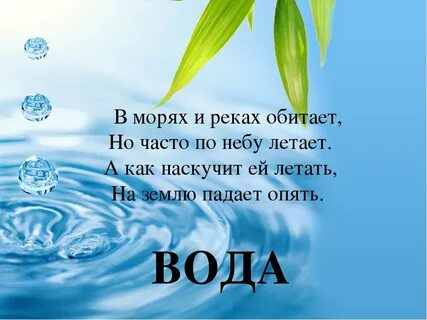 В морях и реках обитает,
Но часто по небу летает.
А как наскучит ей летать,
На землю падает опять.
ВОДА